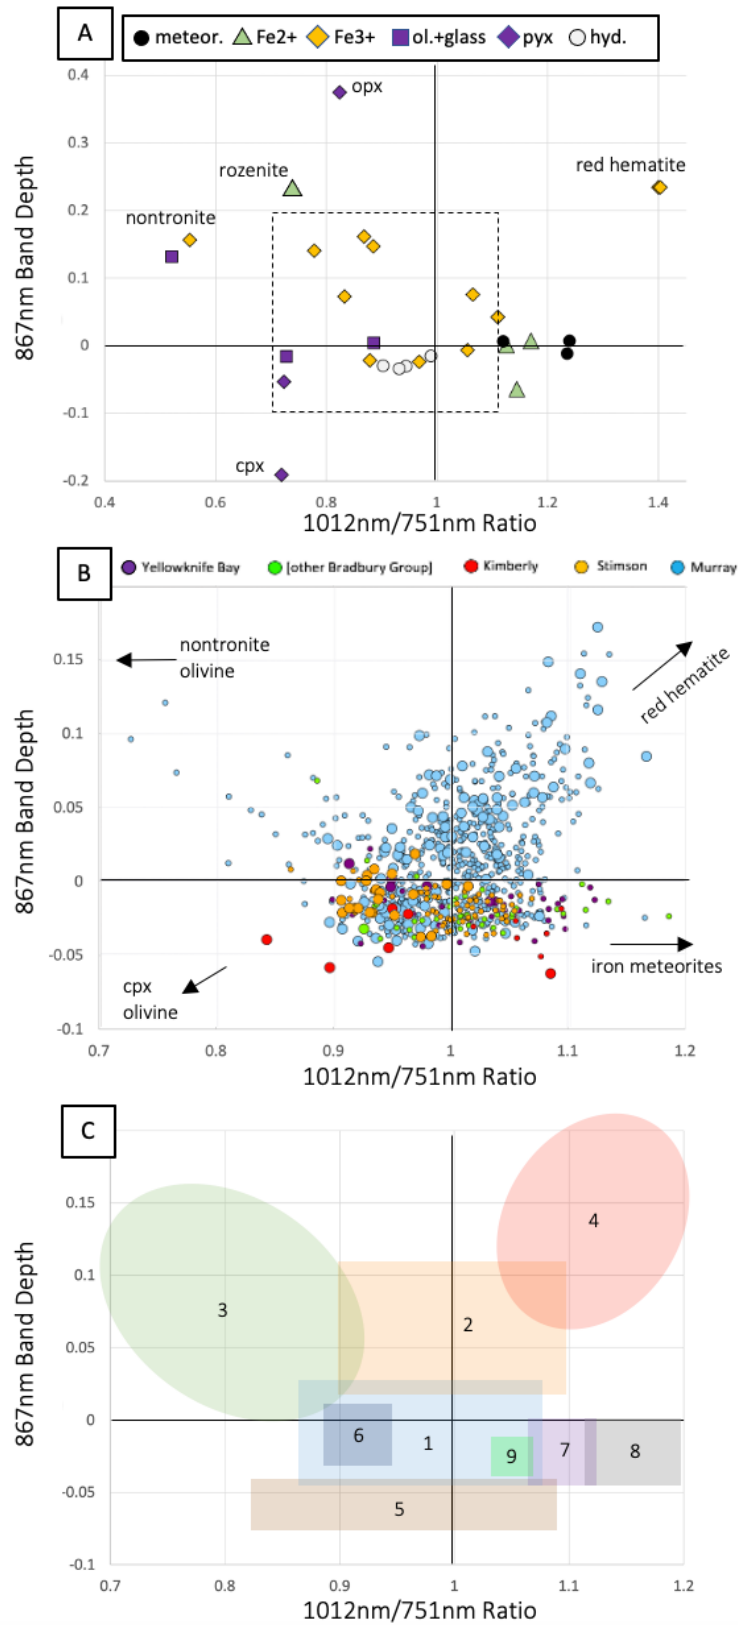 A
meteor. Fe2+ Fe3+ ol.+glass pyx hyd.
0.4
opx
0.3
rozenite
red hematite
0.2
nontronite
0.1
0
-0.1
cpx
-0.2
0.4 0.6 0.8 1 1.2 1.4
867nm Band Depth
1012nm/751nm Ratio
B
Yellowknife Bay [other Bradbury Group] Kimberly Stimson Murray
0.15
nontronite
olivine
red hematite
0.1
0.05
0
-0.05
iron meteorites
cpx
olivine
-0.1
0.7 0.8 0.9 1 1.1 1.2
867nm Band Depth
1012nm/751nm Ratio
C
0.15
4
0.1
3
2
0.05
0
6
1
9
7
8
-0.05
5
-0.1
0.7 0.8 0.9 1 1.1 1.2
867nm Band Depth
1012nm/751nm Ratio